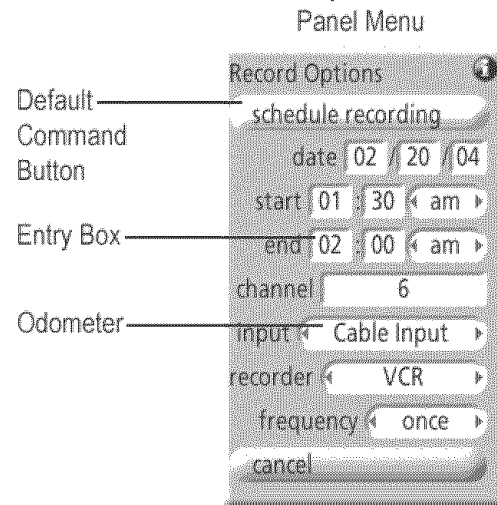 Panel Menu
Record Options
Default
Command
Button
schedule recording
date 02 / 20 / 04
start 01 : 30 am
Entry Box
end 02 : 00 am
channel 6
Odometer
input Cable Input
recorder VCR
frequency once
cancel